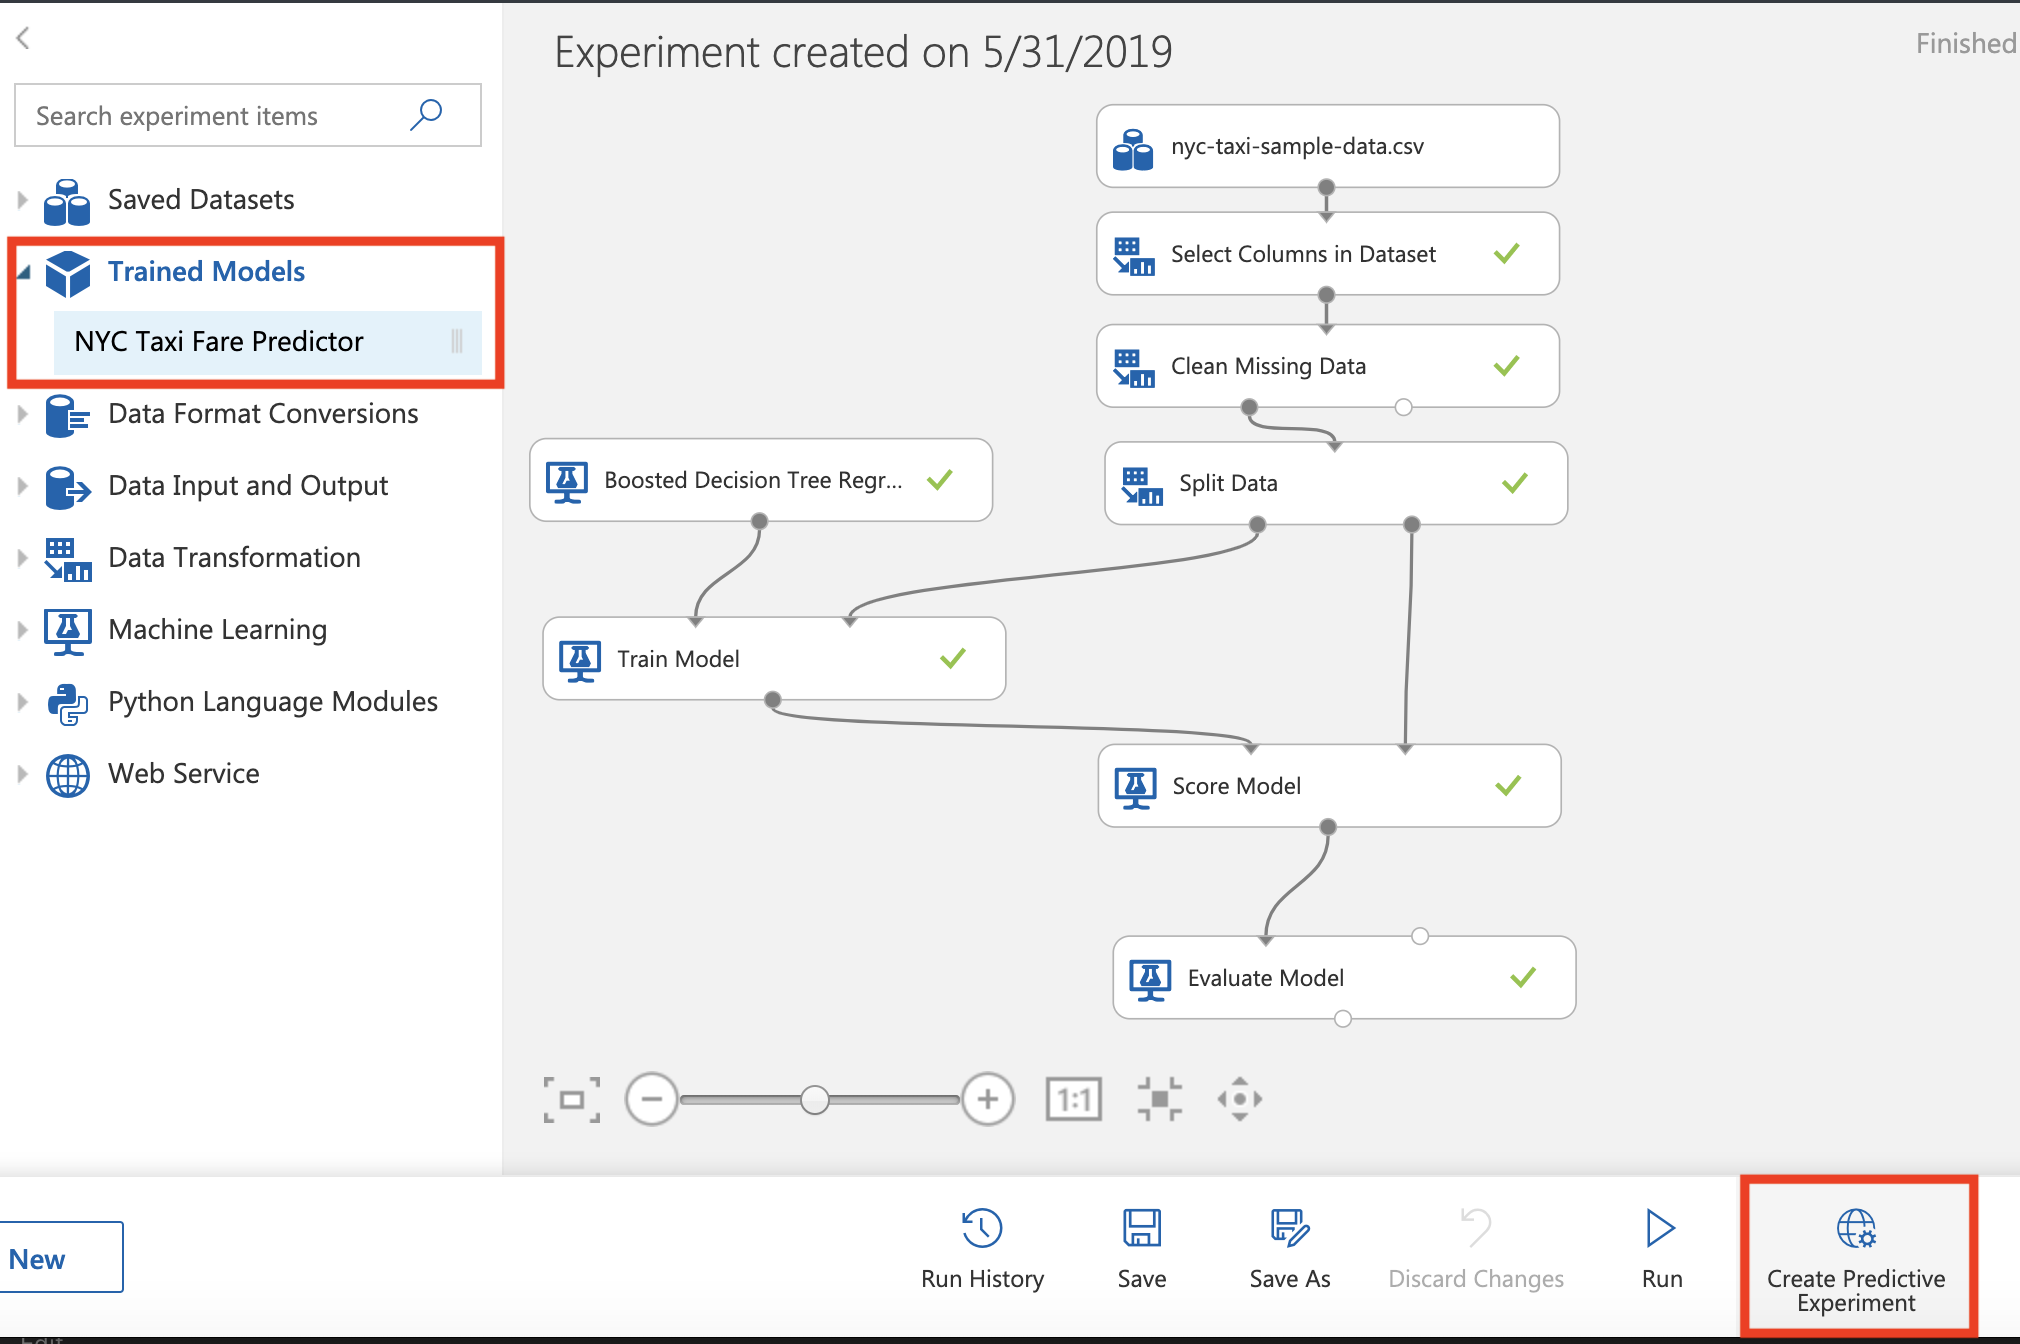 Experiment created on 5/31/2019
Finished
Search experiment items
Saved Datasets
Trained Models
NYC Taxi Fare Predictor
Data Format Conversions
Data Input and Output
Data Transformation
Machine Learning
Python Language Modules
Web Service
nyc-taxi-sample-data.csv
Select Columns in Dataset
Clean Missing Data
Boosted Decision Tree Regr...
Split Data
Train Model
Score Model
Evaluate Model
1:1
New
Run History
Save
Save As
Discard Changes
Run
Create Predictive
Experiment